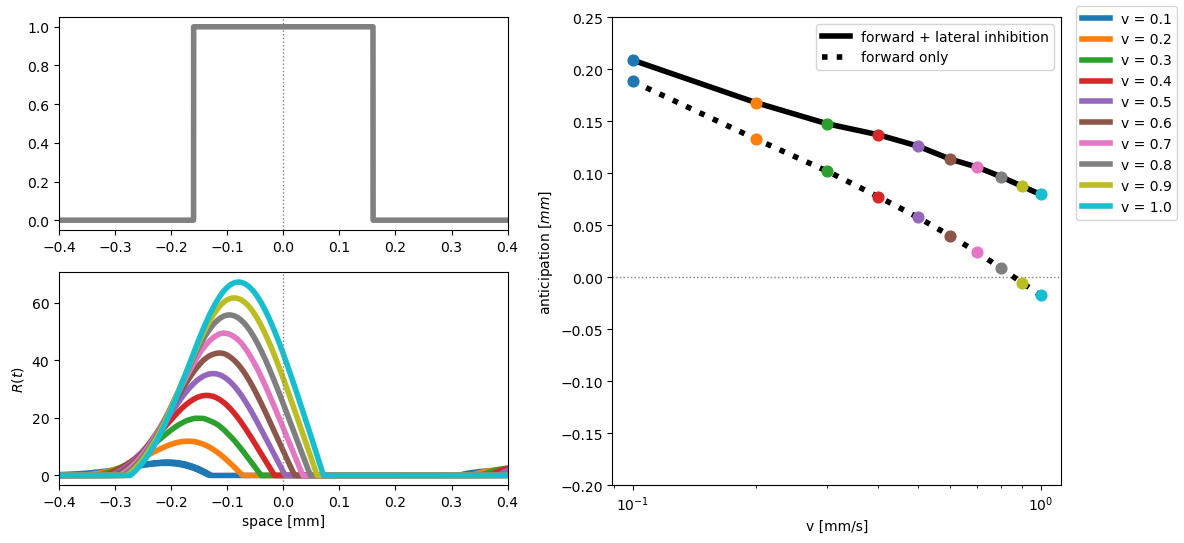 1.0
0.8
0.6
0.4
0.2
0.0
−0.4 −0.3 −0.2 −0.1 0.0 0.1 0.2 0.3 0.4
R(t)
60
40
20
0
−0.4 −0.3 −0.2 −0.1 0.0 0.1 0.2 0.3 0.4
space [mm]
anticipation [mm]
0.25
0.20
0.15
0.10
0.05
0.00
−0.05
−0.10
−0.15
−0.20
10⁻¹ 10⁰
v [mm/s]
forward + lateral inhibition
forward only
v = 0.1
v = 0.2
v = 0.3
v = 0.4
v = 0.5
v = 0.6
v = 0.7
v = 0.8
v = 0.9
v = 1.0